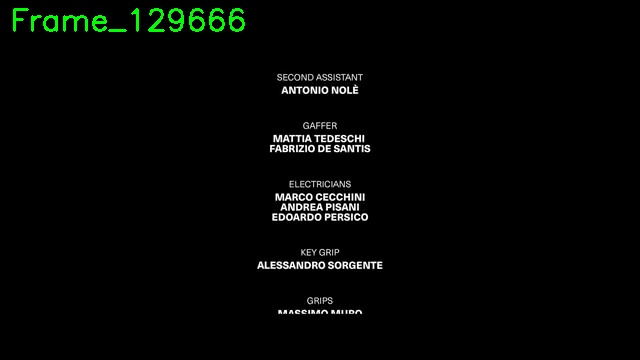 Frame_129666
SECOND ASSISTANT
ANTONIO NOLÈ
GAFFER
MATTIA TEDESCHI
FABRIZIO DE SANTIS
ELECTRICIANS
MARCO CECCHINI
ANDREA PISANI
EDOARDO PERSICO
KEY GRIP
ALESSANDRO SORGENTE
GRIPS
MASSIMO